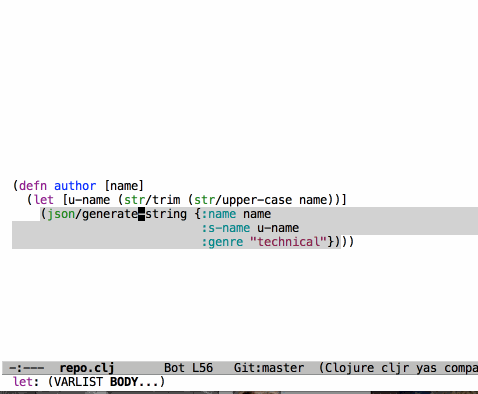 (defn author [name]
(let [u-name (str/trim (str/upper-case name))]
(json/generate-string {:name name
:s-name u-name
:genre "technical"})))
-:--- repo.clj Bot L56 Git:master (Clojure cljr yas compa
let: (VARLIST BODY...)